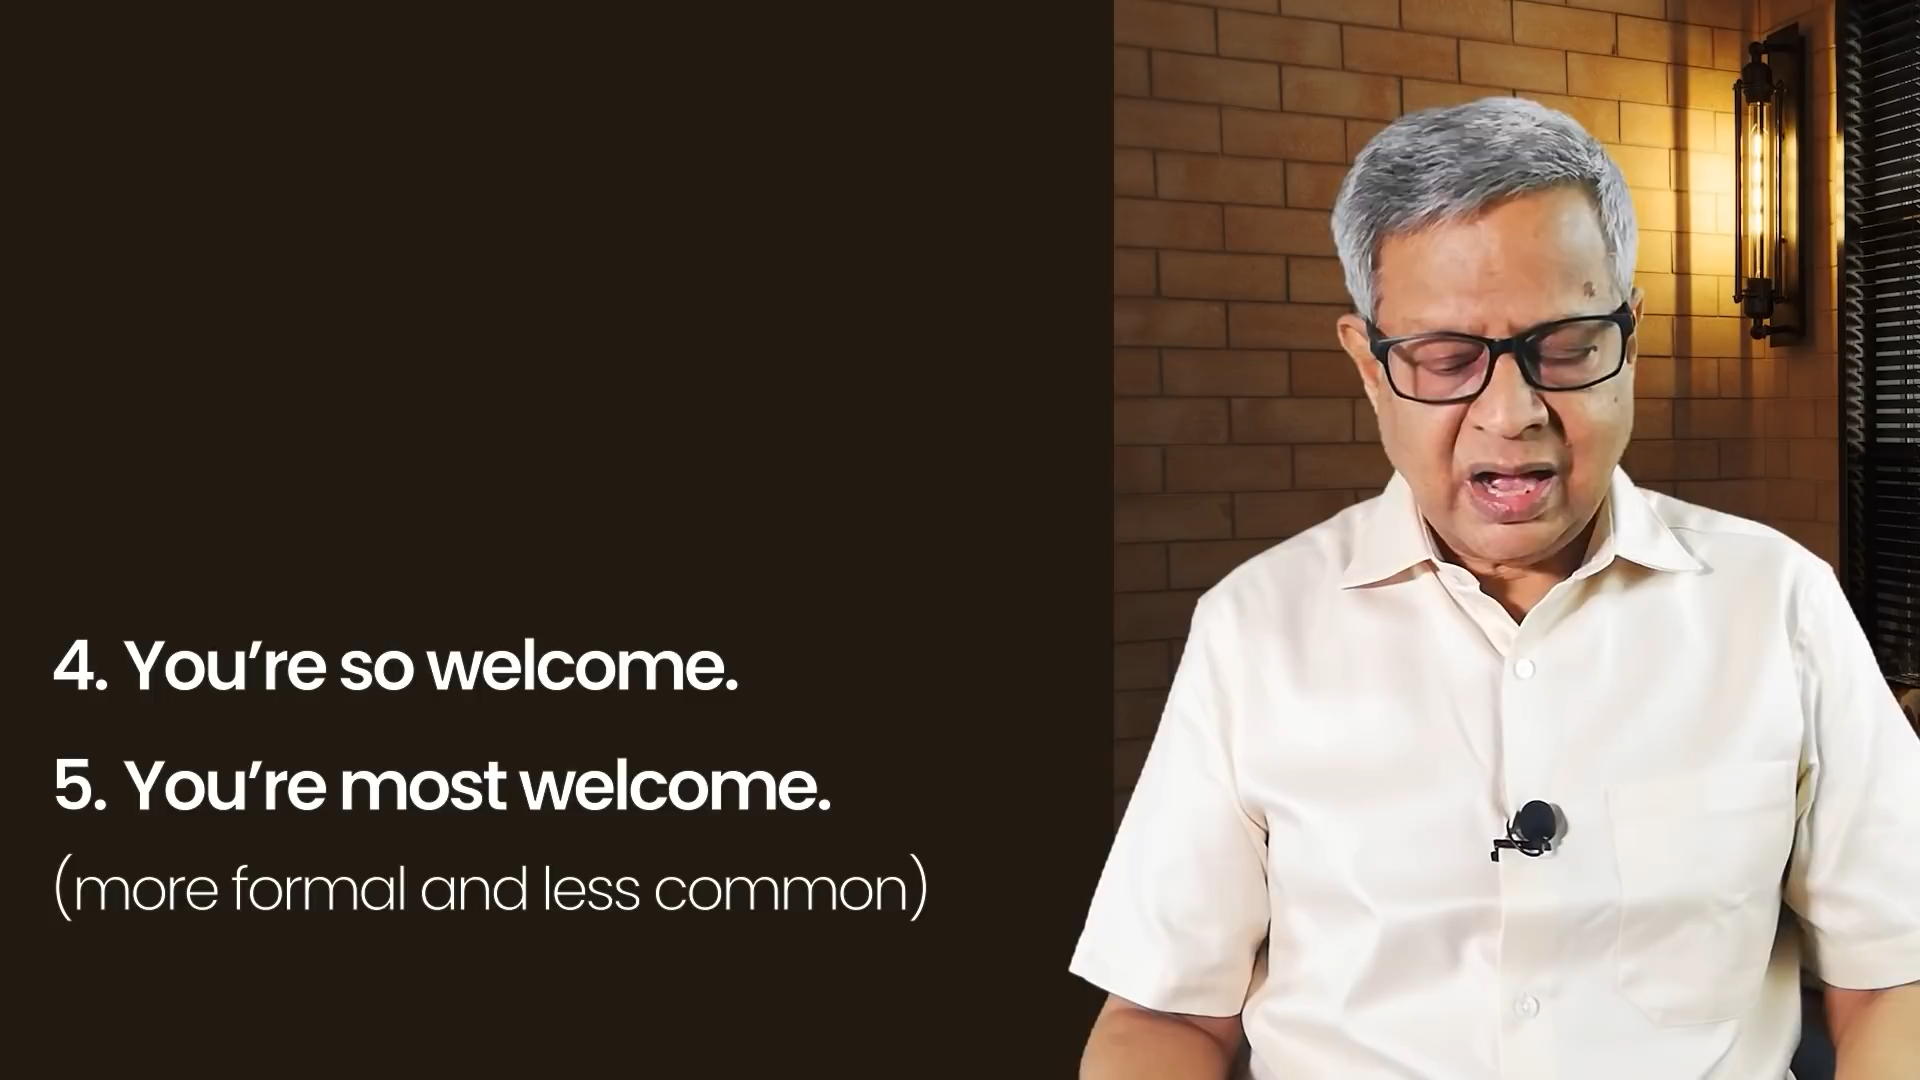 4. You’re so welcome.
5. You’re most welcome.
(more formal and less common)